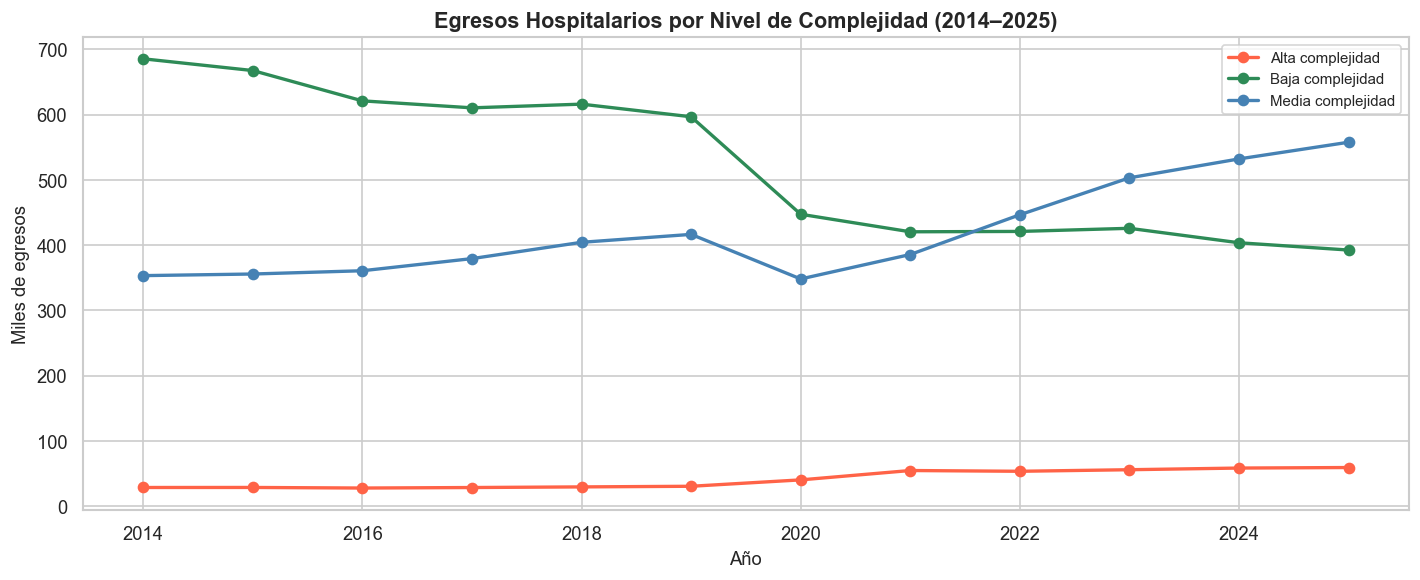 Egresos Hospitalarios por Nivel de Complejidad (2014–2025)
Alta complejidad
Baja complejidad
Media complejidad
Miles de egresos
700
600
500
400
300
200
100
0
2014
2016
2018
2020
2022
2024
Año